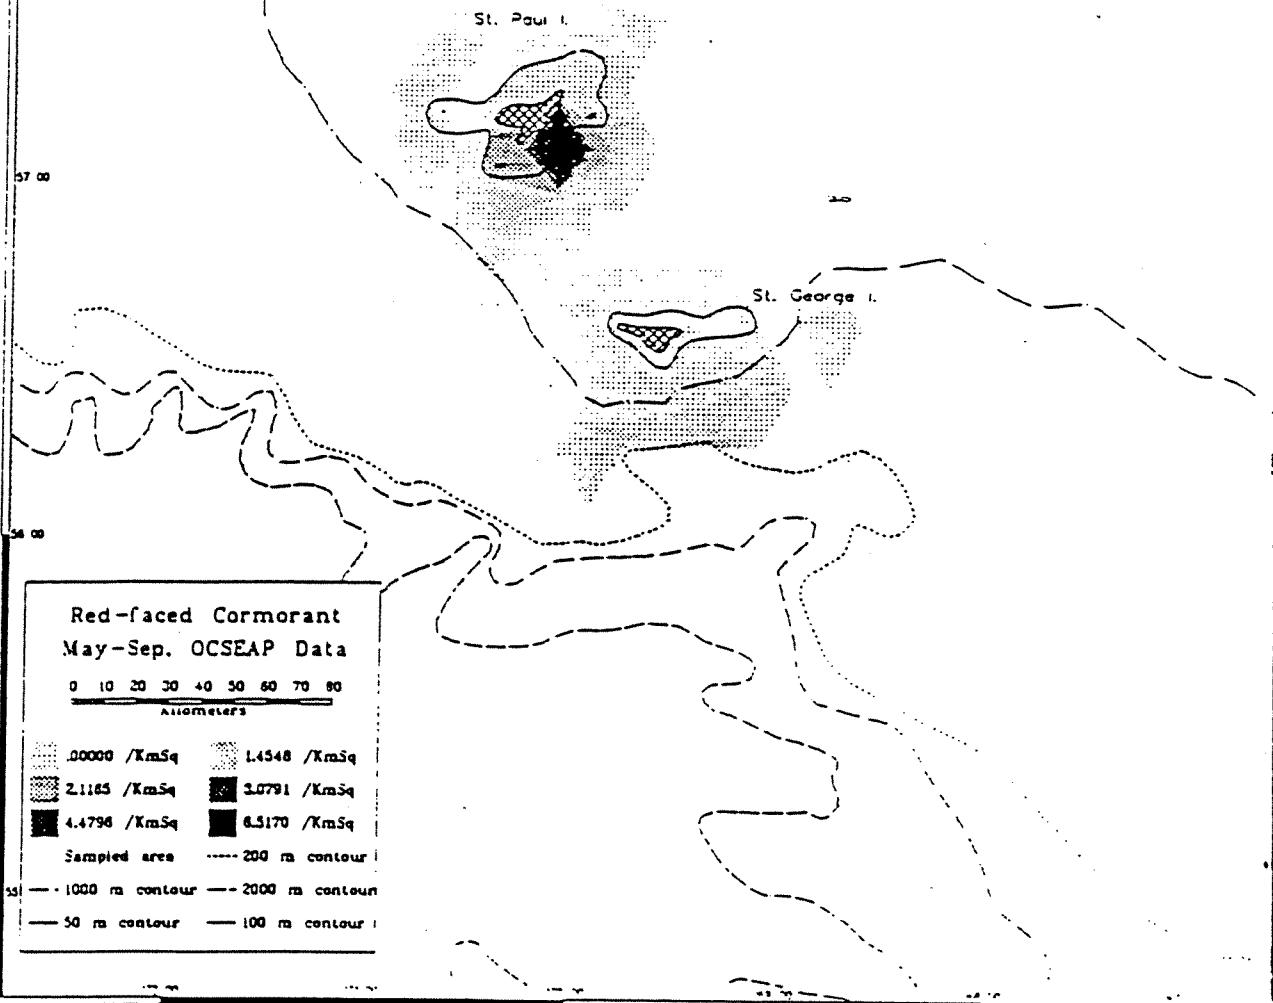 St. Paul I.
57 00
St. George I.
56 00
Red-faced Cormorant
May-Sep. OCSEAP Data
0 10 20 30 40 50 60 70 80
Kilometers
.00000 /KmSq 1.4548 /KmSq
2.1165 /KmSq 3.0791 /KmSq
4.4796 /KmSq 6.5170 /KmSq
Sampled area 200 m contour
55
1000 m contour 2000 m contour
50 m contour 100 m contour